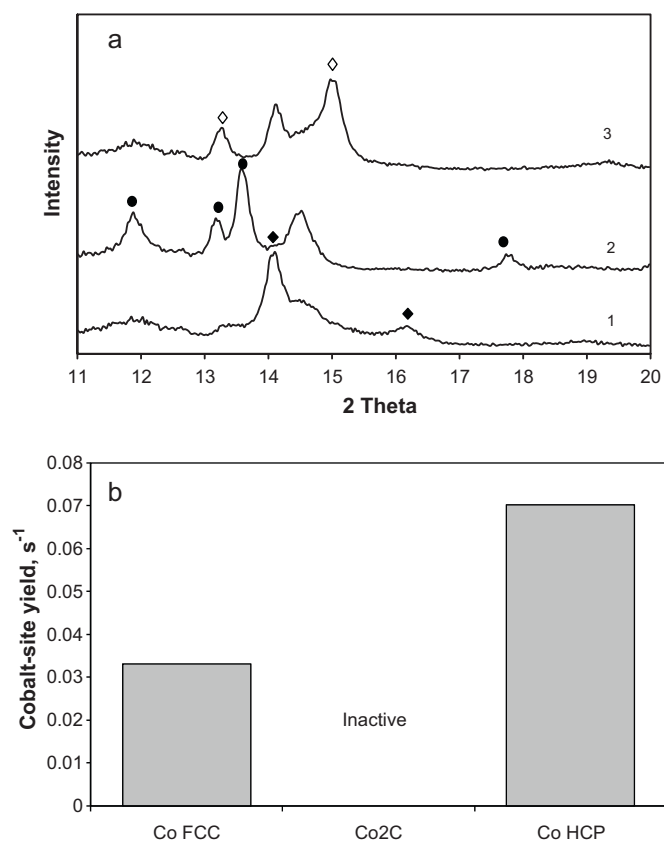 a
Intensity
3
2
1
11 12 13 14 15 16 17 18 19 20
2 Theta
b
Cobalt-site yield, s-1
0.08
0.07
0.06
0.05
0.04
0.03
0.02
0.01
0
Inactive
Co FCC Co2C Co HCP